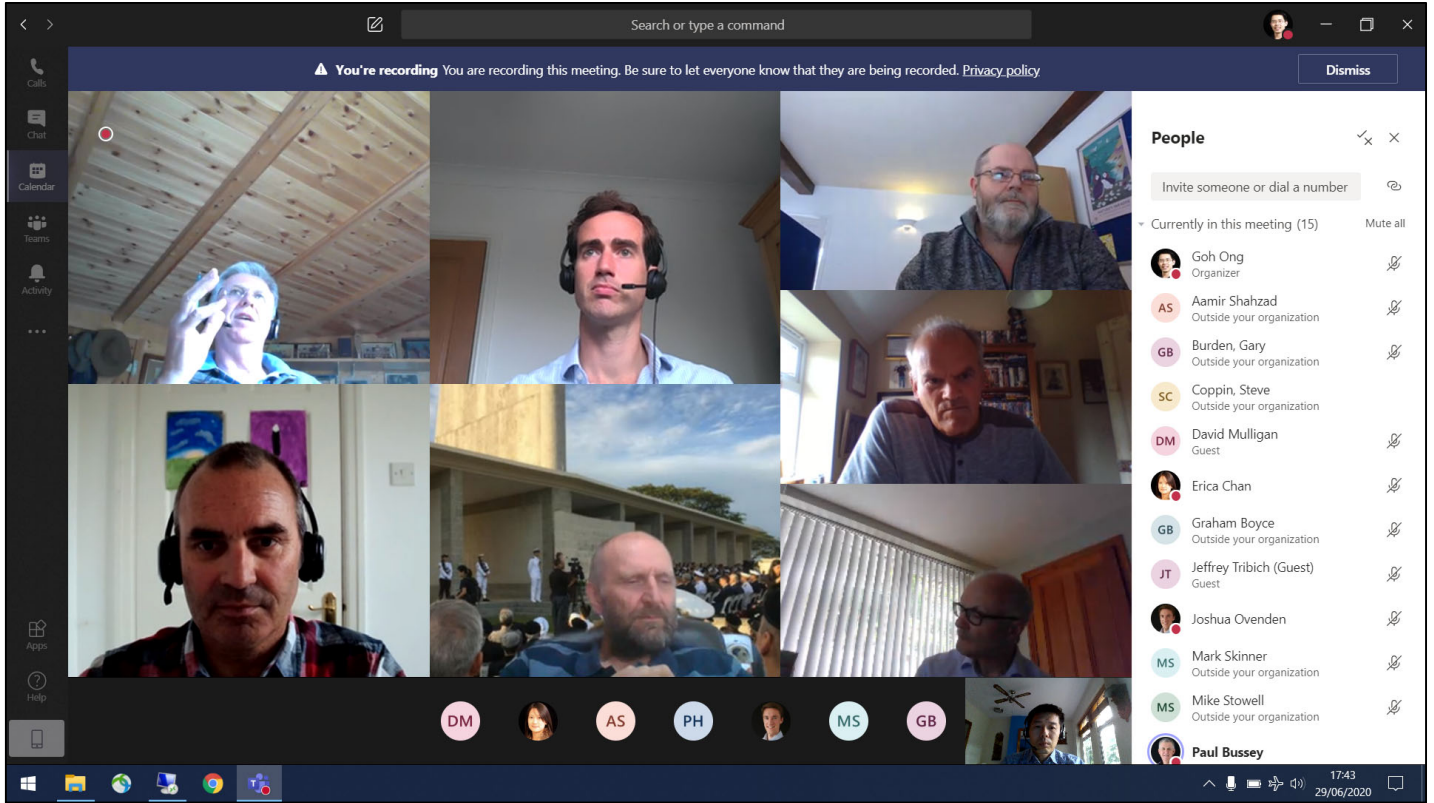 Search or type a command
You're recording You are recording this meeting. Be sure to let everyone know that they are being recorded. Privacy policy
Dismiss
Calls
Chat
Calendar
Teams
Activity
Apps
Help
People
Invite someone or dial a number
Currently in this meeting (15)
Mute all
Goh Ong
Organizer
AS
Aamir Shahzad
Outside your organization
GB
Burden, Gary
Outside your organization
SC
Coppin, Steve
Outside your organization
DM
David Mulligan
Guest
Erica Chan
GB
Graham Boyce
Outside your organization
JT
Jeffrey Tribich (Guest)
Guest
Joshua Ovenden
MS
Mark Skinner
Outside your organization
MS
Mike Stowell
Outside your organization
Paul Bussey
DM
AS
PH
MS
GB
17:43
29/06/2020